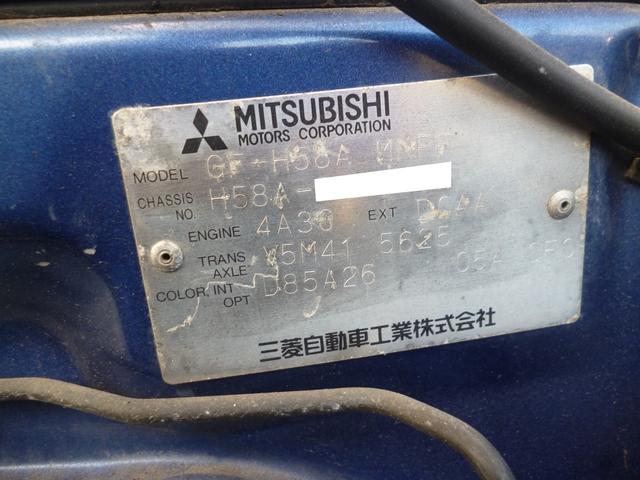 MITSUBISHI
MOTORS CORPORATION
MODEL GF-H58A
CHASSIS NO. H58A-
ENGINE 4A30 EXT
TRANS AXLE V5M41 5625
COLOR, INT OPT D85A26
三菱自動車工業株式会社